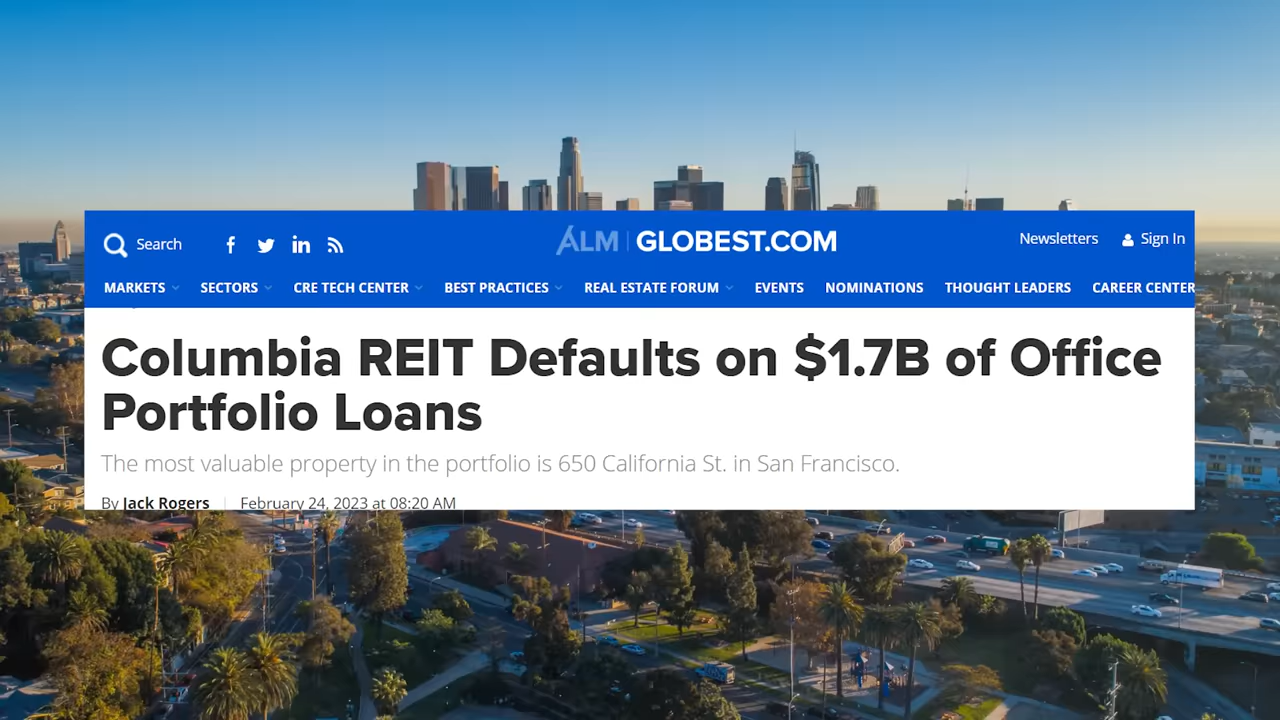 Search
ALM | GLOBEST.COM
Newsletters
Sign In
MARKETS SECTORS CRE TECH CENTER BEST PRACTICES REAL ESTATE FORUM EVENTS NOMINATIONS THOUGHT LEADERS CAREER CENTER
Columbia REIT Defaults on $1.7B of Office
Portfolio Loans
The most valuable property in the portfolio is 650 California St. in San Francisco.
By Jack Rogers | February 24, 2023 at 08:20 AM